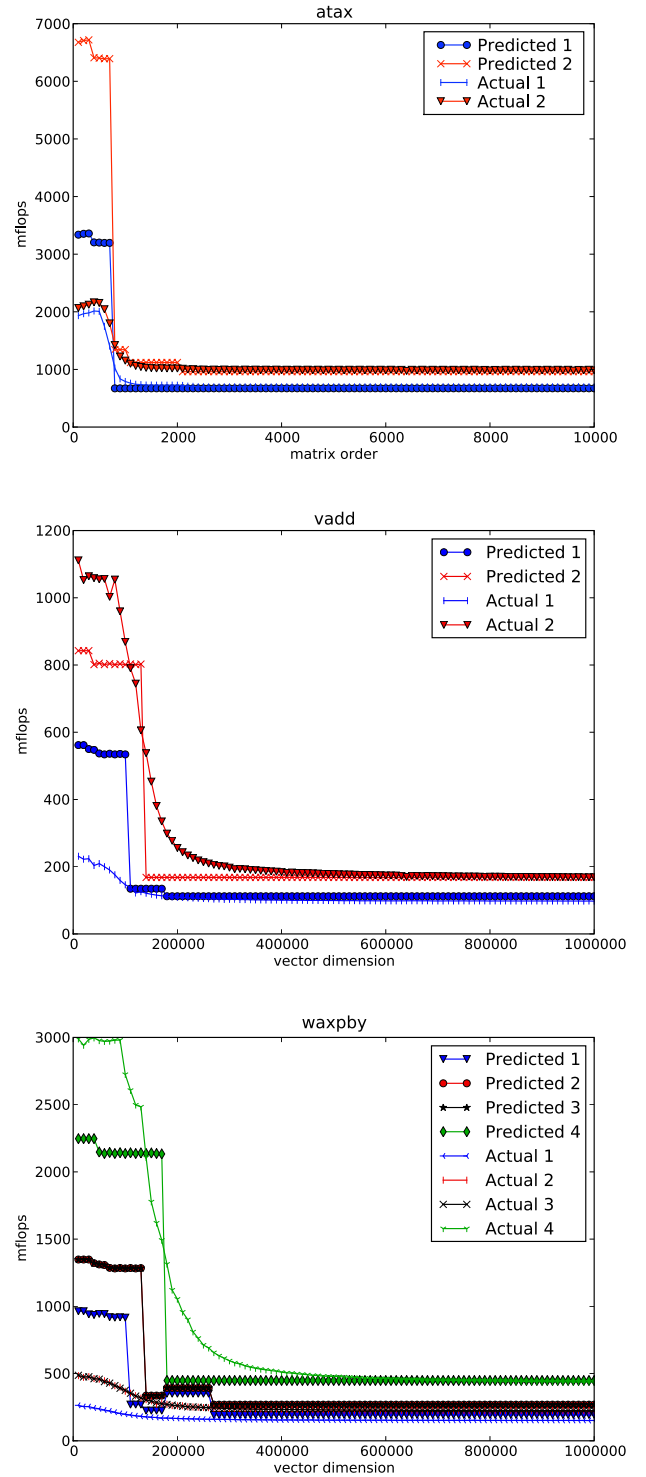 atax
7000
6000
5000
4000
3000
2000
1000
0
mflops
Predicted 1
Predicted 2
Actual 1
Actual 2
0 2000 4000 6000 8000 10000
matrix order
vadd
1200
1000
800
600
400
200
0
mflops
Predicted 1
Predicted 2
Actual 1
Actual 2
0 200000 400000 600000 800000 1000000
vector dimension
waxpby
3000
2500
2000
1500
1000
500
0
mflops
Predicted 1
Predicted 2
Predicted 3
Predicted 4
Actual 1
Actual 2
Actual 3
Actual 4
0 200000 400000 600000 800000 1000000
vector dimension